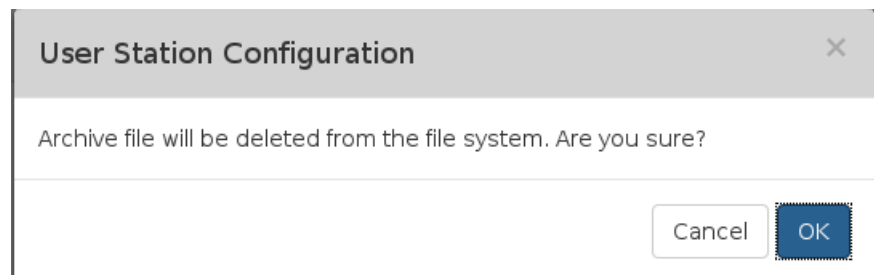 User Station Configuration
×
Archive file will be deleted from the file system. Are you sure?
Cancel
OK